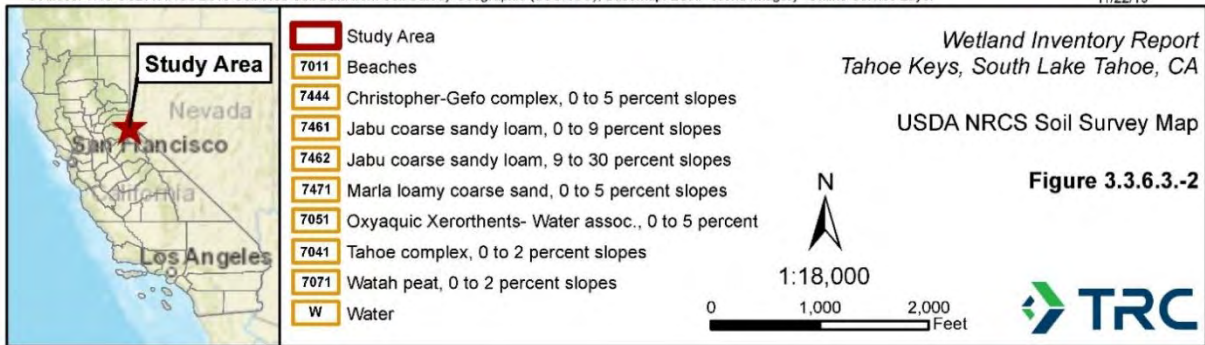 11/22/19
Study Area
Nevada
San Francisco
California
Los Angeles
Study Area
7011 Beaches
7444 Christopher-Gefo complex, 0 to 5 percent slopes
7461 Jabu coarse sandy loam, 0 to 9 percent slopes
7462 Jabu coarse sandy loam, 9 to 30 percent slopes
7471 Marla loamy coarse sand, 0 to 5 percent slopes
7051 Oxyaquic Xerorthents- Water assoc., 0 to 5 percent
7041 Tahoe complex, 0 to 2 percent slopes
7071 Watah peat, 0 to 2 percent slopes
W Water
N
1:18,000
0 1,000 2,000
Feet
Wetland Inventory Report
Tahoe Keys, South Lake Tahoe, CA
USDA NRCS Soil Survey Map
Figure 3.3.6.3.-2
TRC